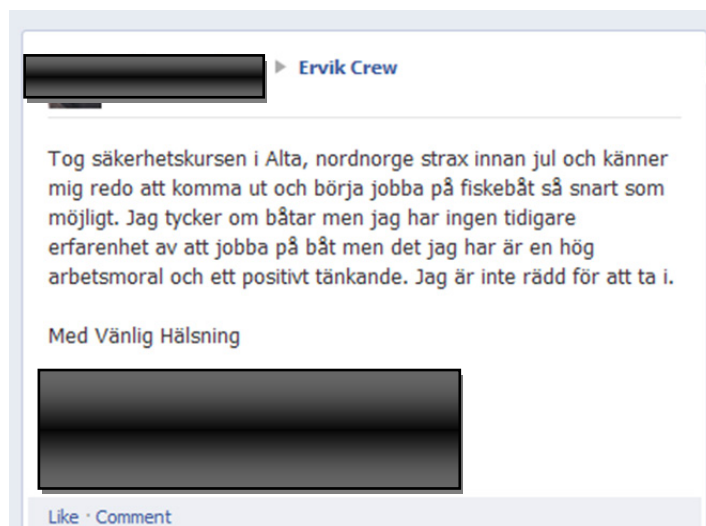 Ervik Crew
Tog säkerhetskursen i Alta, nordnorge strax innan jul och känner
mig redo att komma ut och börja jobba på fiskebåt så snart som
möjligt. Jag tycker om båtar men jag har ingen tidigare
erfarenhet av att jobba på båt men det jag har är en hög
arbetsmoral och ett positivt tänkande. Jag är inte rädd för att ta i.
Med Vänlig Hälsning
Like · Comment